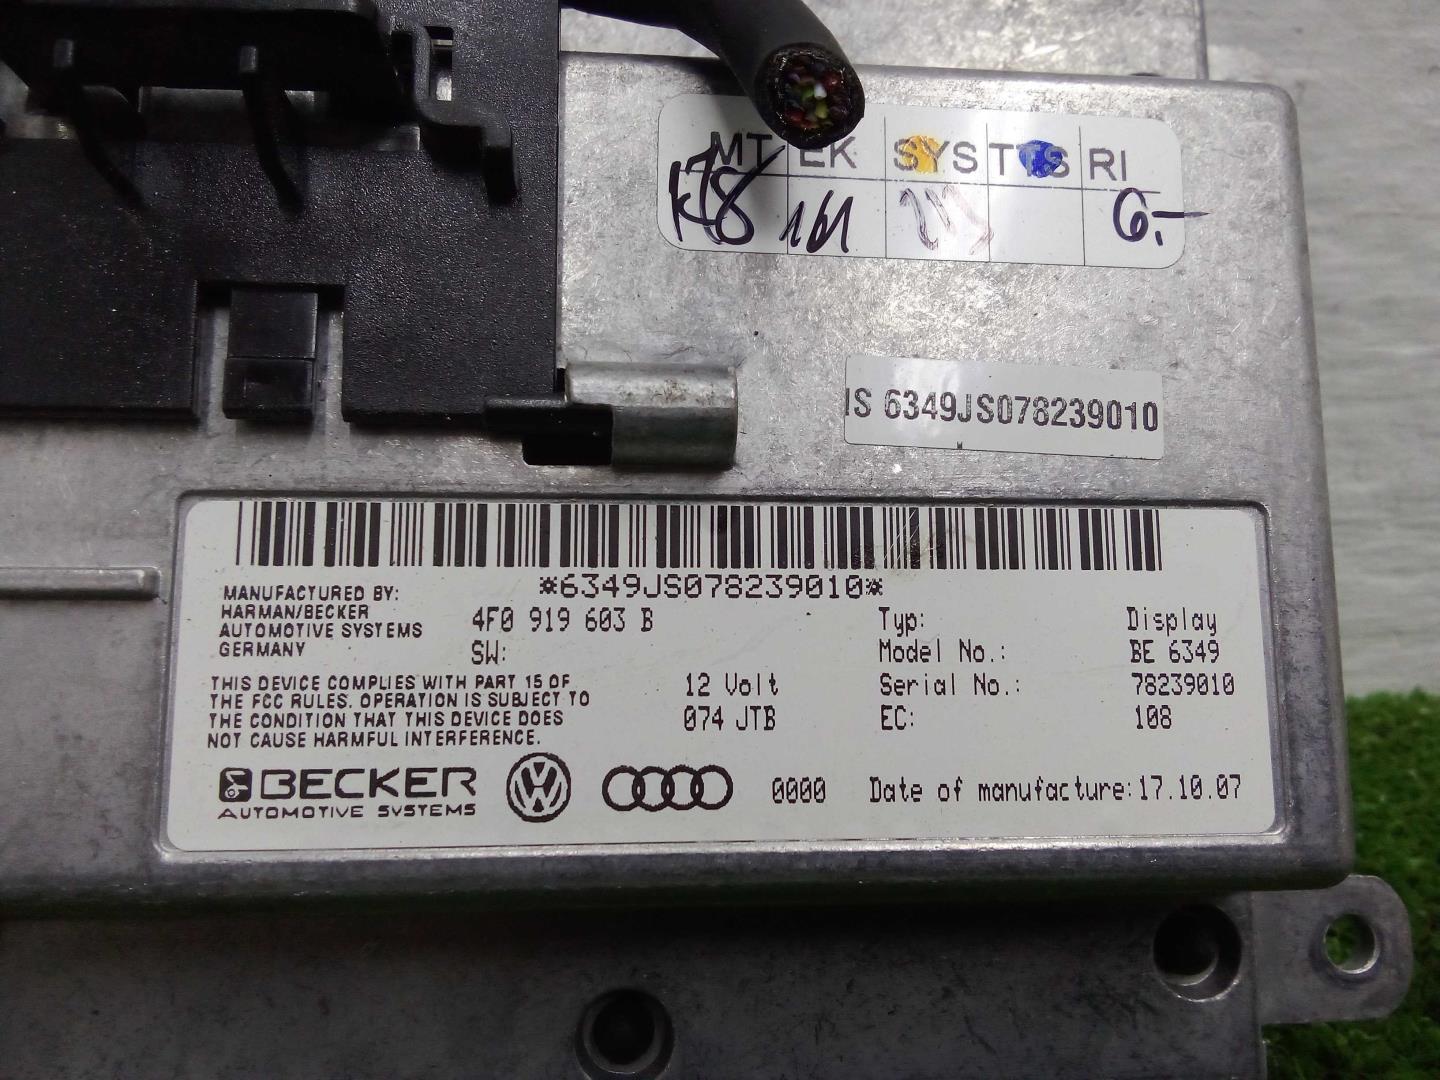 MT EK SYS TTS RI
K78 161 213 6.-
IS 6349JS078239010
*6349JS078239010*
MANUFACTURED BY:
HARMAN/BECKER
AUTOMOTIVE SYSTEMS
GERMANY
4F0 919 603 B
SW:
Typ: Display
Model No.: BE 6349
THIS DEVICE COMPLIES WITH PART 15 OF
THE FCC RULES. OPERATION IS SUBJECT TO
THE CONDITION THAT THIS DEVICE DOES
NOT CAUSE HARMFUL INTERFERENCE.
12 Volt
074 JTB
Serial No.: 78239010
EC: 108
BECKER
AUTOMOTIVE SYSTEMS
0000
Date of manufacture:17.10.07